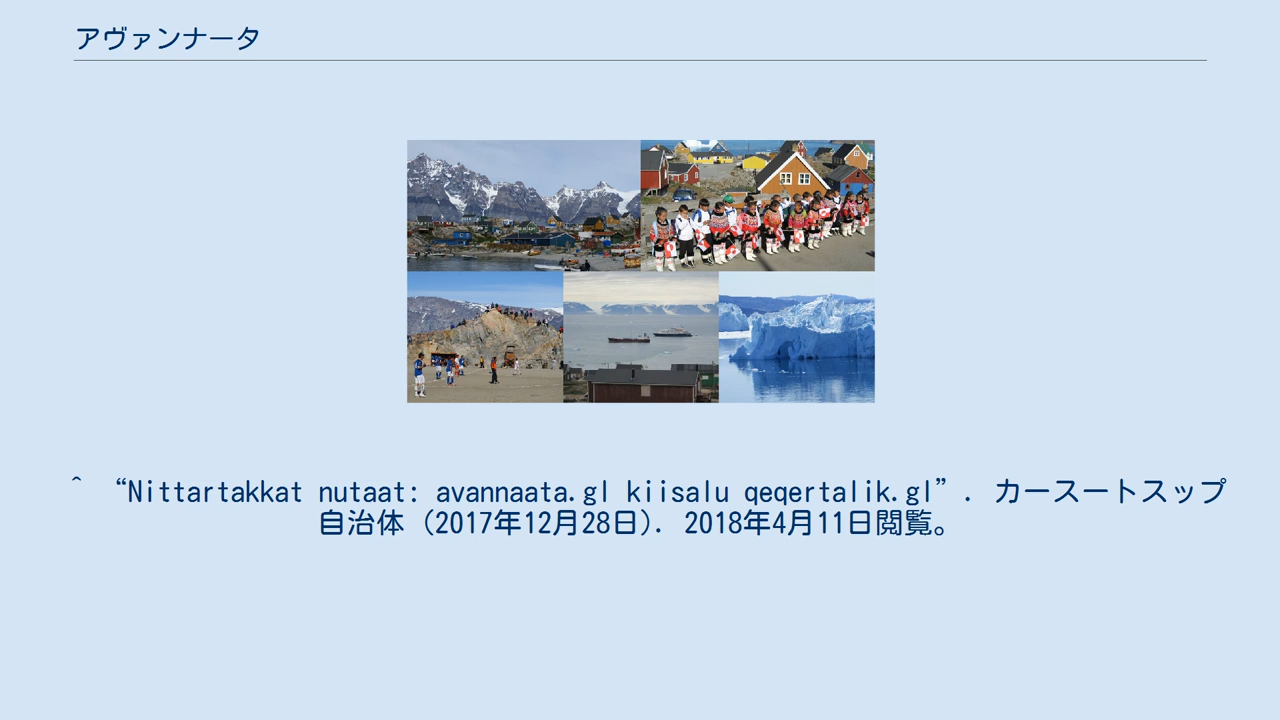 アヴァンナータ
^ “Nittartakkat nutaat: avannaata.gl kiisalu qeqertalik.gl”. カースートスップ
自治体 (2017年12月28日). 2018年4月11日閲覧。